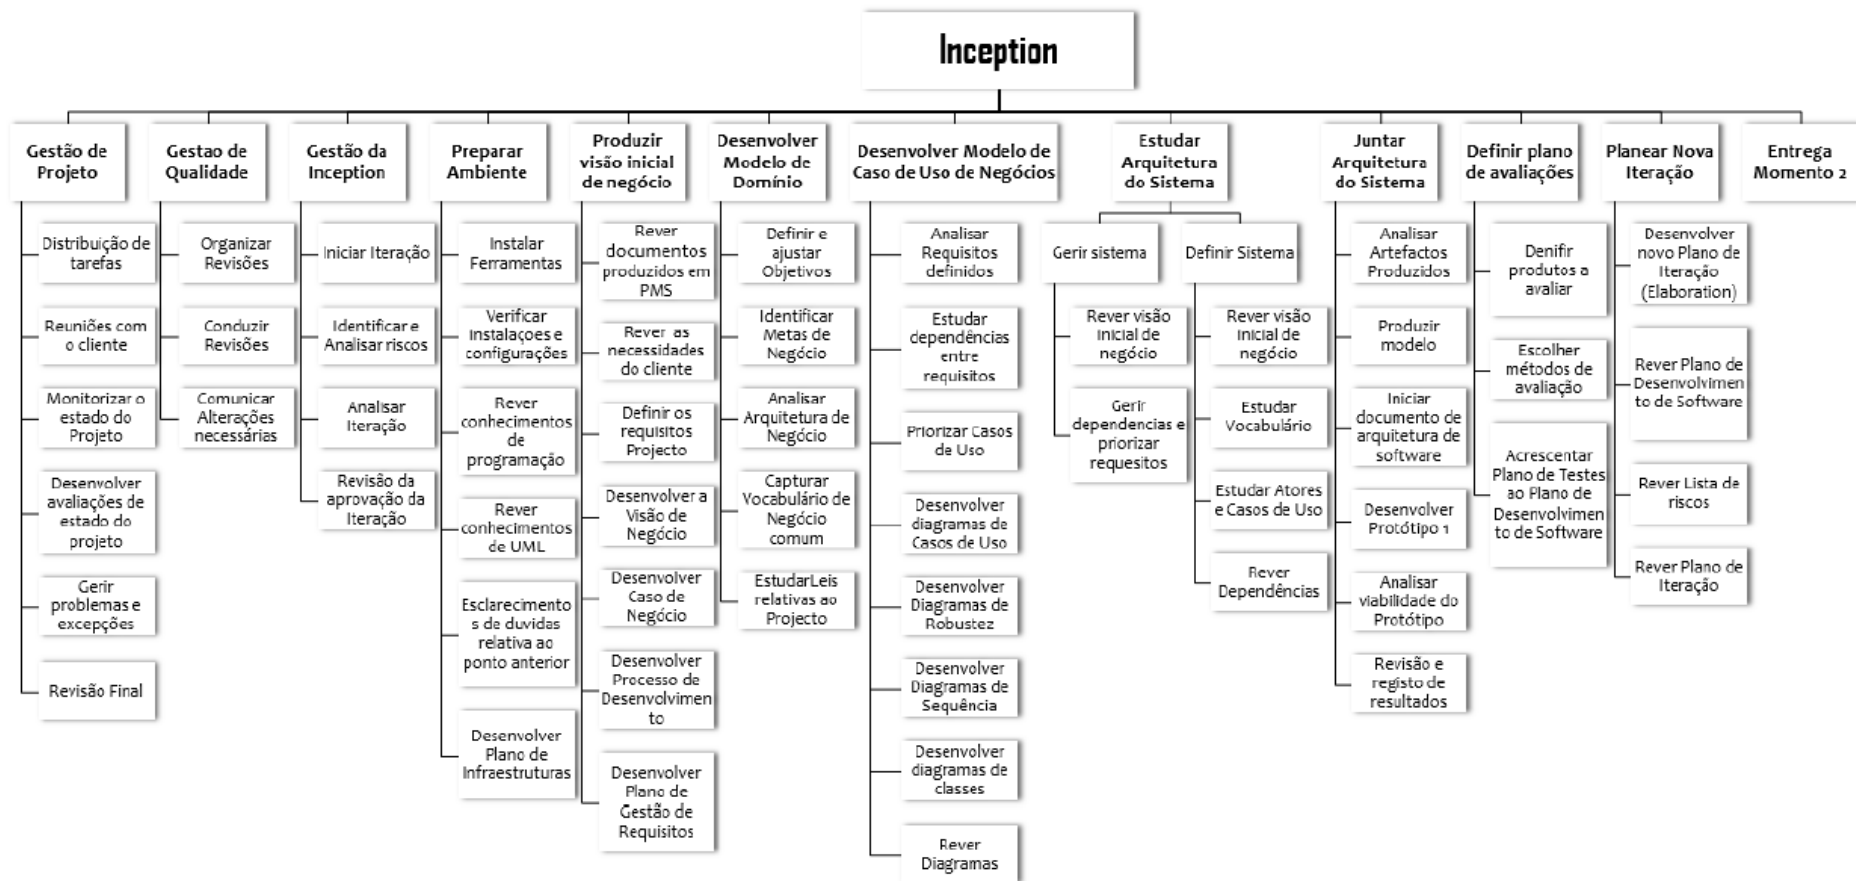 Inception
Gestão de
Projeto
Distribuição de
tarefas
Reuniões com
o cliente
Monitorizar o
estado do
Projeto
Desenvolver
avaliações de
estado do
projeto
Gerir
problemas e
excepções
Revisão Final
Gestao de
Qualidade
Organizar
Revisões
Conduzir
Revisões
Comunicar
Alterações
necessárias
Gestão da
Inception
Iniciar Iteração
Identificar e
Analisar riscos
Analisar
Iteração
Revisão da
aprovação da
Iteração
Preparar
Ambiente
Instalar
Ferramentas
Verificar
instalaçoes e
configurações
Rever
conhecimentos
de
programação
Rever
conhecimentos
de UML
Esclarecimento
s de duvidas
relativa ao
ponto anterior
Desenvolver
Plano de
Infraestruturas
Produzir
visão inicial
de negócio
Rever
documentos
produzidos em
PMS
Rever as
necessidades
do cliente
Definir os
requisitos
Projecto
Desenvolver a
Visão de
Negócio
Desenvolver
Caso de
Negócio
Desenvolver
Processo de
Desenvolvimen
to
Desenvolver
Plano de
Gestão de
Requisitos
Desenvolver
Modelo de
Domínio
Definir e
ajustar
Objetivos
Identificar
Metas de
Negócio
Analisar
Arquitetura de
Negócio
Capturar
Vocabulário de
Negócio
comum
EstudarLeis
relativas ao
Projecto
Desenvolver Modelo de
Caso de Uso de Negócios
Analisar
Requisitos
definidos
Estudar
dependências
entre
requisitos
Priorizar Casos
de Uso
Desenvolver
diagramas de
Casos de Uso
Desenvolver
Diagramas de
Robustez
Desenvolver
Diagramas de
Sequência
Desenvolver
diagramas de
classes
Rever
Diagramas
Estudar
Arquitetura
do Sistema
Gerir sistema
Rever visão
inicial de
negócio
Gerir
dependencias e
priorizar
requesitos
Definir Sistema
Rever visão
inicial de
negócio
Estudar
Vocabulário
Estudar Atores
e Casos de Uso
Rever
Dependências
Juntar
Arquitetura
do Sistema
Analisar
Artefactos
Produzidos
Produzir
modelo
Iniciar
documento de
arquitetura de
software
Desenvolver
Protótipo 1
Analisar
viabilidade do
Protótipo
Revisão e
registo de
resultados
Definir plano
de avaliações
Denifir
produtos a
avaliar
Escolher
métodos de
avaliação
Acrescentar
Plano de Testes
ao Plano de
Desenvolvimen
to de Software
Planear Nova
Iteração
Desenvolver
novo Plano de
Iteração
(Elaboration)
Rever Plano de
Desenvolvimen
to de Software
Rever Lista de
riscos
Rever Plano de
Iteração
Entrega
Momento 2